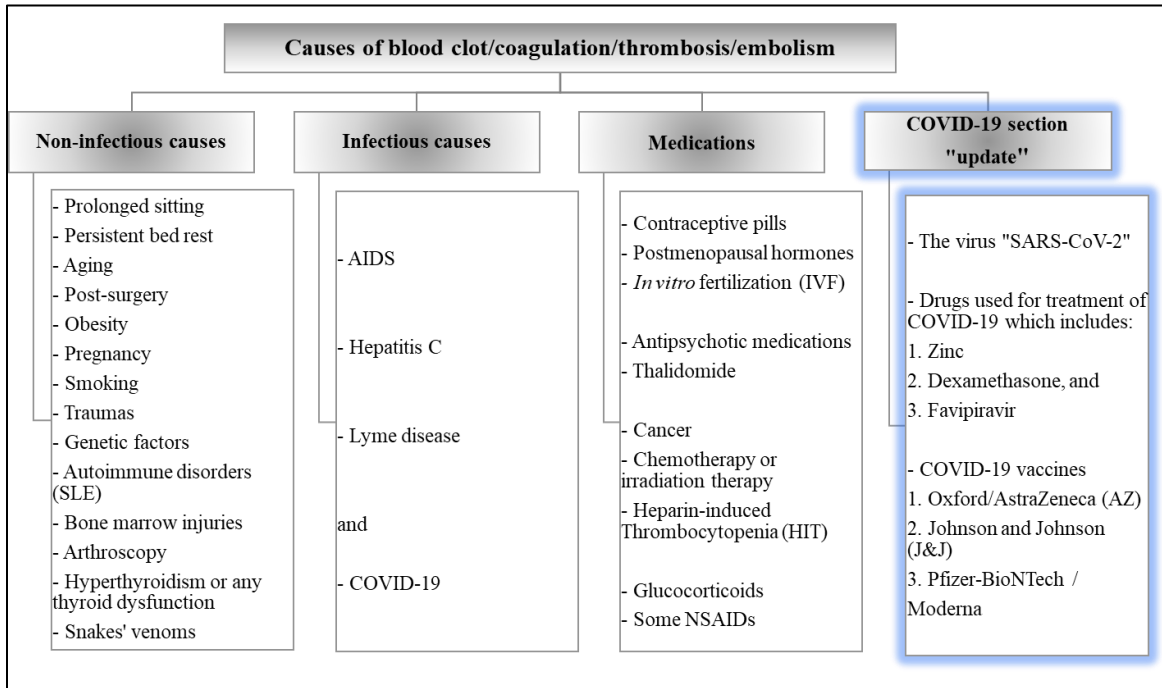 Causes of blood clot/coagulation/thrombosis/embolism
Non-infectious causes
- Prolonged sitting
- Persistent bed rest
- Aging
- Post-surgery
- Obesity
- Pregnancy
- Smoking
- Traumas
- Genetic factors
- Autoimmune disorders
(SLE)
- Bone marrow injuries
- Arthroscopy
- Hyperthyroidism or any
thyroid dysfunction
- Snakes' venoms
Infectious causes
- AIDS
- Hepatitis C
- Lyme disease
and
- COVID-19
Medications
- Contraceptive pills
- Postmenopausal hormones
- In vitro fertilization (IVF)
- Antipsychotic medications
- Thalidomide
- Cancer
- Chemotherapy or
irradiation therapy
- Heparin-induced
Thrombocytopenia (HIT)
- Glucocorticoids
- Some NSAIDs
COVID-19 section
"update"
- The virus "SARS-CoV-2"
- Drugs used for treatment of
COVID-19 which includes:
1. Zinc
2. Dexamethasone, and
3. Favipiravir
- COVID-19 vaccines
1. Oxford/AstraZeneca (AZ)
2. Johnson and Johnson
(J&J)
3. Pfizer-BioNTech /
Moderna